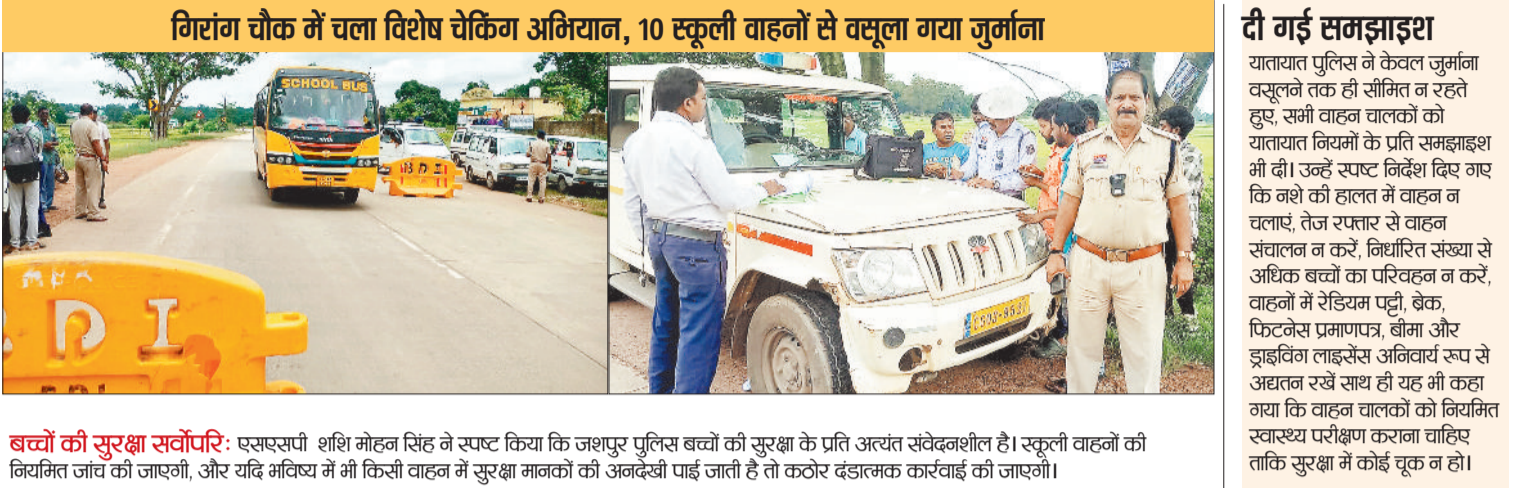 गिरांग चौक में चला विशेष चेकिंग अभियान, 10 स्कूली वाहनों से वसूला गया जुर्माना
SCHOOL BUS
BDI
BDI
बच्चों की सुरक्षा सर्वोपरि: एसएसपी शशि मोहन सिंह ने स्पष्ट किया कि जशपुर पुलिस बच्चों की सुरक्षा के प्रति अत्यंत संवेदनशील है। स्कूली वाहनों की
नियमित जांच की जाएगी, और यदि भविष्य में भी किसी वाहन में सुरक्षा मानकों की अनदेखी पाई जाती है तो कठोर दंडात्मक कार्रवाई की जाएगी।
दी गई समझाइश
यातायात पुलिस ने केवल जुर्माना
वसूलने तक ही सीमित न रहते
हुए, सभी वाहन चालकों को
यातायात नियमों के प्रति समझाइश
भी दी। उन्हें स्पष्ट निर्देश दिए गए
कि नशे की हालत में वाहन न
चलाएं, तेज रफ्तार से वाहन
संचालन न करें, निर्धारित संख्या से
अधिक बच्चों का परिवहन न करें,
वाहनों में रेडियम पट्टी, ब्रेक,
फिटनेस प्रमाणपत्र, बीमा और
ड्राइविंग लाइसेंस अनिवार्य रूप से
अद्यतन रखें साथ ही यह भी कहा
गया कि वाहन चालकों को नियमित
स्वास्थ्य परीक्षण कराना चाहिए
ताकि सुरक्षा में कोई चूक न हो।